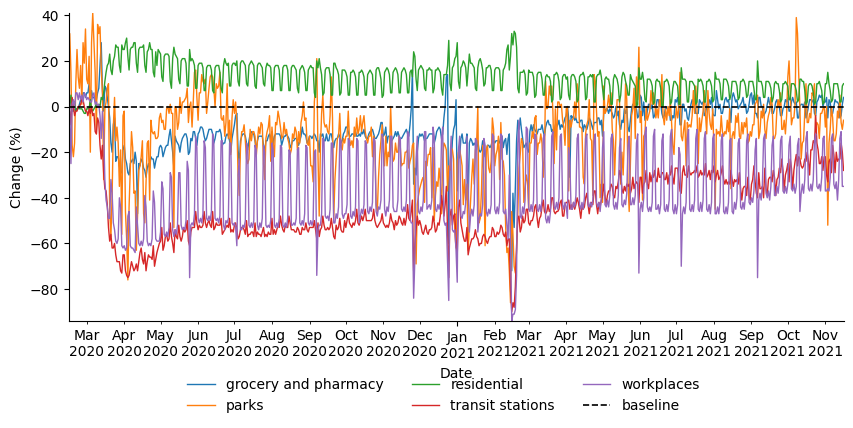 40
20
0
−20
−40
−60
−80
Change (%)
Mar Apr May Jun Jul Aug Sep Oct Nov Dec Jan Feb Mar Apr May Jun Jul Aug Sep Oct Nov
2020 2020 2020 2020 2020 2020 2020 2020 2020 2020 2021 2021 2021 2021 2021 2021 2021 2021 2021 2021 2021
Date
grocery and pharmacy residential workplaces
parks transit stations baseline